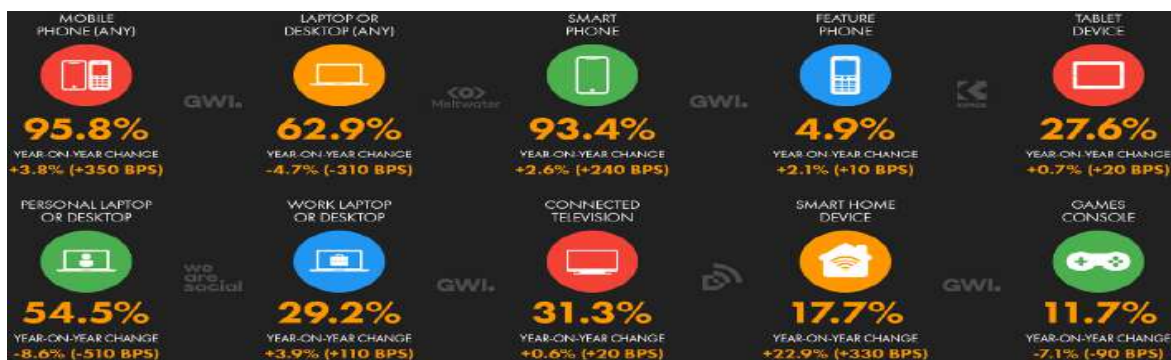 MOBILE
PHONE (ANY)
LAPTOP OR
DESKTOP (ANY)
SMART
PHONE
FEATURE
PHONE
TABLET
DEVICE
GWI.
Meltwater
GWI.
95.8%
62.9%
93.4%
4.9%
27.6%
YEAR-ON-YEAR CHANGE
YEAR-ON-YEAR CHANGE
YEAR-ON-YEAR CHANGE
YEAR-ON-YEAR CHANGE
YEAR-ON-YEAR CHANGE
+3.8% (+350 BPS)
-4.7% (-310 BPS)
+2.6% (+240 BPS)
+2.1% (+10 BPS)
+0.7% (+20 BPS)
PERSONAL LAPTOP
OR DESKTOP
WORK LAPTOP
OR DESKTOP
CONNECTED
TELEVISION
SMART HOME
DEVICE
GAMES
CONSOLE
we
are
social
GWI.
GWI.
54.5%
29.2%
31.3%
17.7%
11.7%
YEAR-ON-YEAR CHANGE
YEAR-ON-YEAR CHANGE
YEAR-ON-YEAR CHANGE
YEAR-ON-YEAR CHANGE
YEAR-ON-YEAR CHANGE
-8.6% (-510 BPS)
+3.9% (+110 BPS)
+0.6% (+20 BPS)
+22.9% (+330 BPS)
-7.1% (-90 BPS)